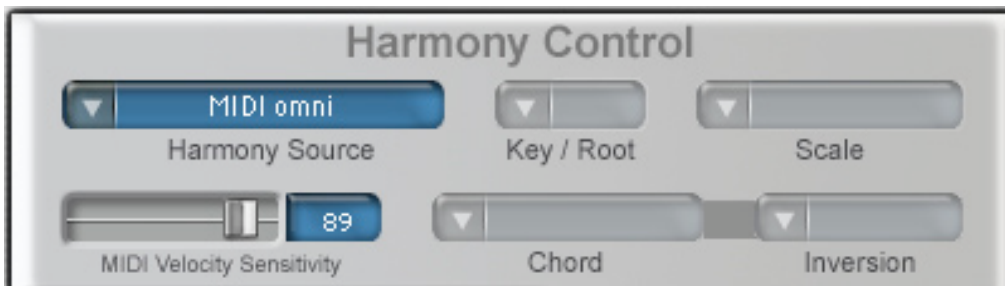 Harmony Control
MIDI omni
Harmony Source Key / Root Scale
89
MIDI Velocity Sensitivity Chord Inversion